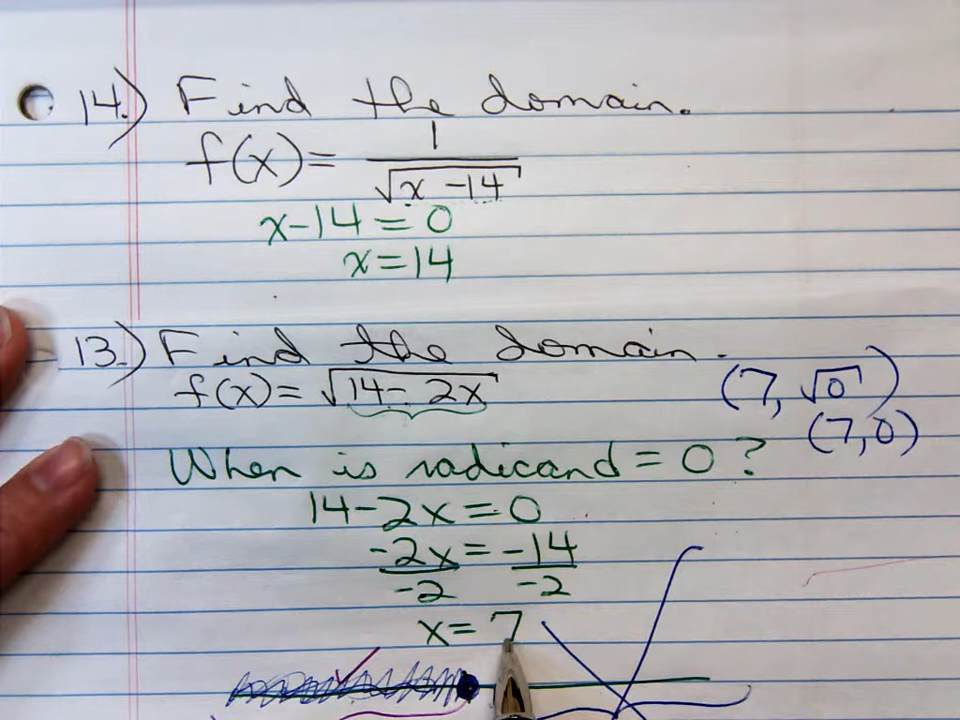 14.) Find the domain.
f(x) = 1/√(x - 14)
x - 14 = 0
x = 14
13.) Find the domain.
f(x) = √(14 - 2x)
(7, √0)
(7, 0)
When is radicand = 0?
14 - 2x = 0
-2x = -14
-2 -2
x = 7